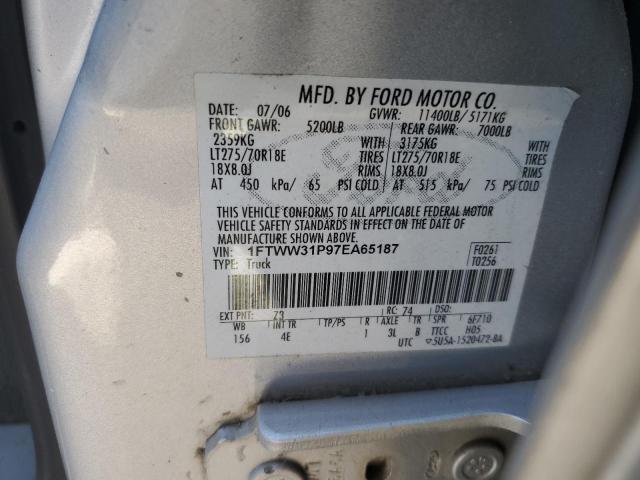 MFD. BY FORD MOTOR CO.
DATE: 07/06 GVWR: 11400LB/ 5171KG
FRONT GAWR: 5200LB REAR GAWR: 7000LB
2359KG WITH 3175KG WITH
LT275/70R18E TIRES LT275/70R18E TIRES
18X8.0J RIMS 18X8.0J RIMS
AT 450 kPa/ 65 PSI COLD AT 515 kPa/ 75 PSI COLD
THIS VEHICLE CONFORMS TO ALL APPLICABLE FEDERAL MOTOR
VEHICLE SAFETY STANDARDS IN EFFECT ON THE DATE OF
MANUFACTURE SHOWN ABOVE.
VIN: 1FTWW31P97EA65187 F0261
TYPE: Truck T0256
EXT PNT: Z3 RC: 74 DSO:
WB INT TR TP/PS R AXLE TR SPR 6F710
156 4E 1 3L B TTCC H05
UTC 5U5A-1520472-BA